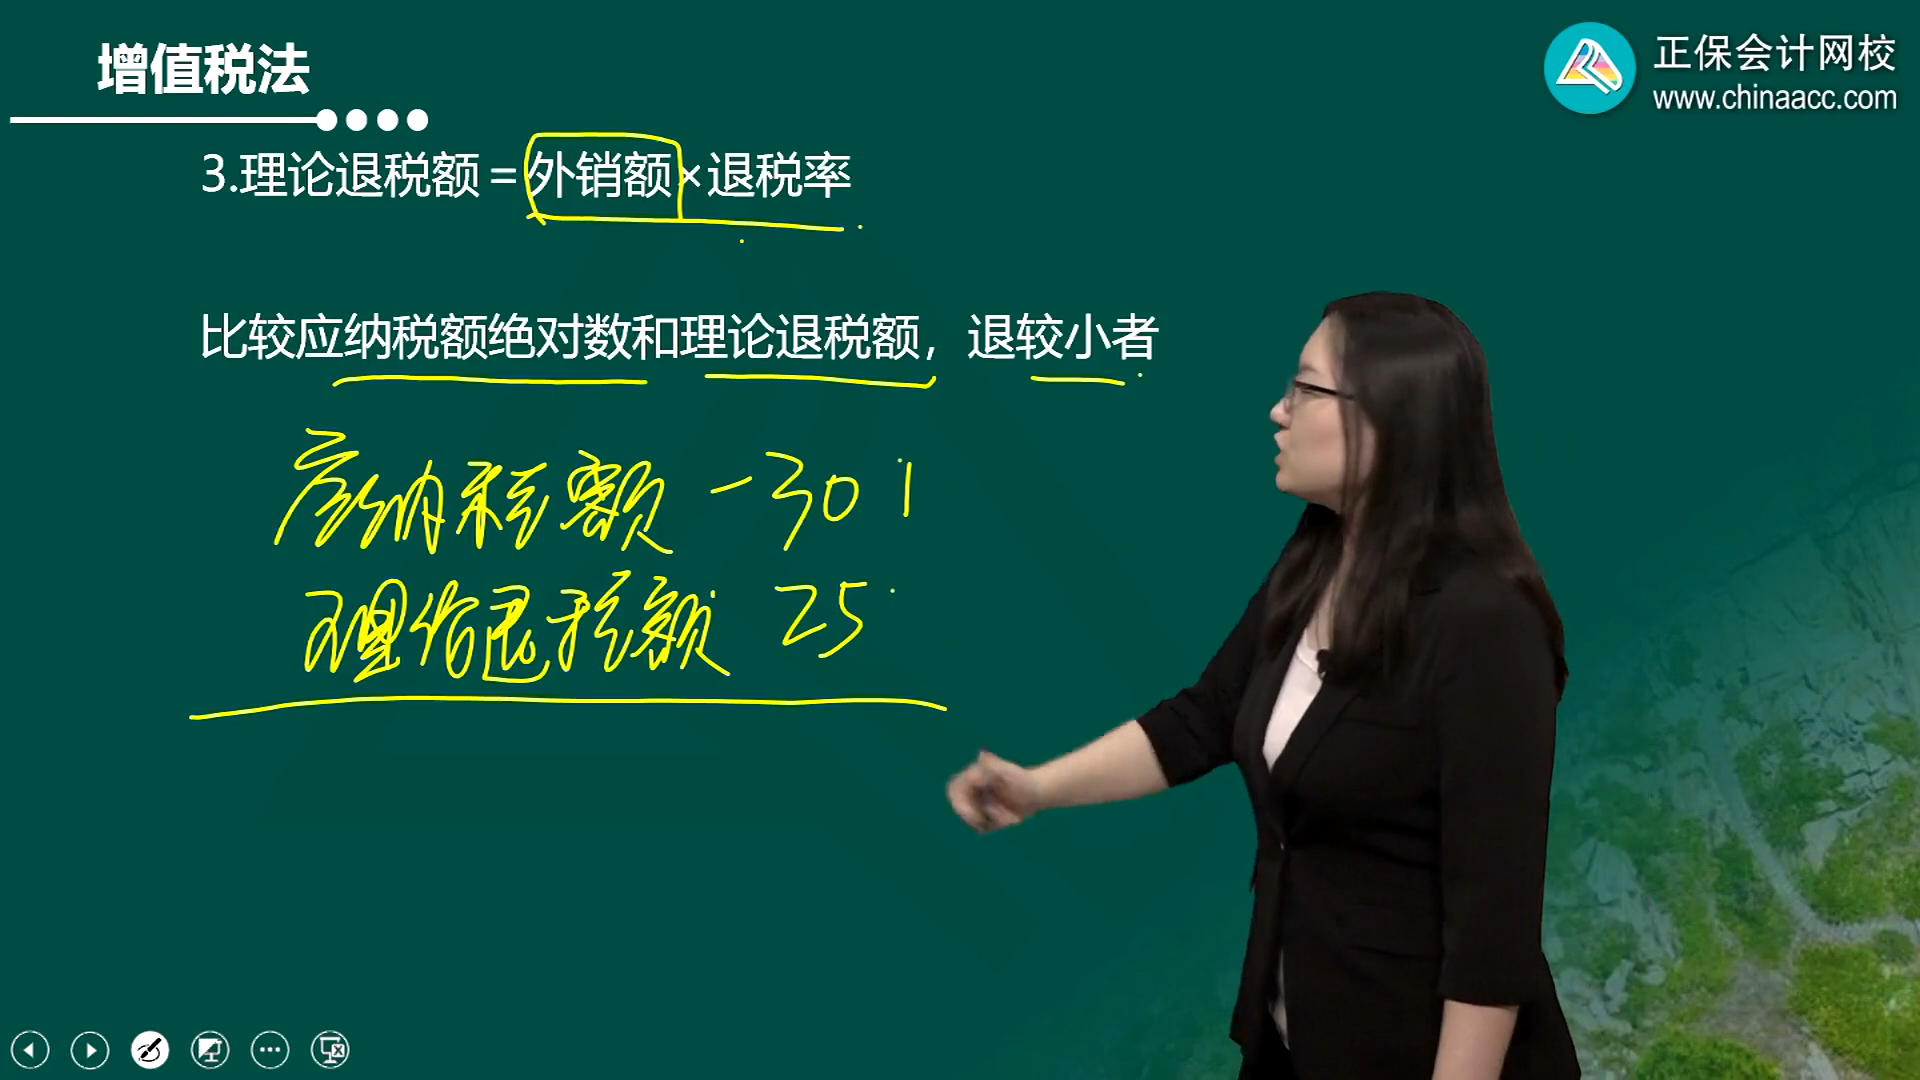 增值税法
正保会计网校
www.chinaacc.com
3.理论退税额＝外销额×退税率
比较应纳税额绝对数和理论退税额，退较小者
应纳税额 -30
理论退税额 25